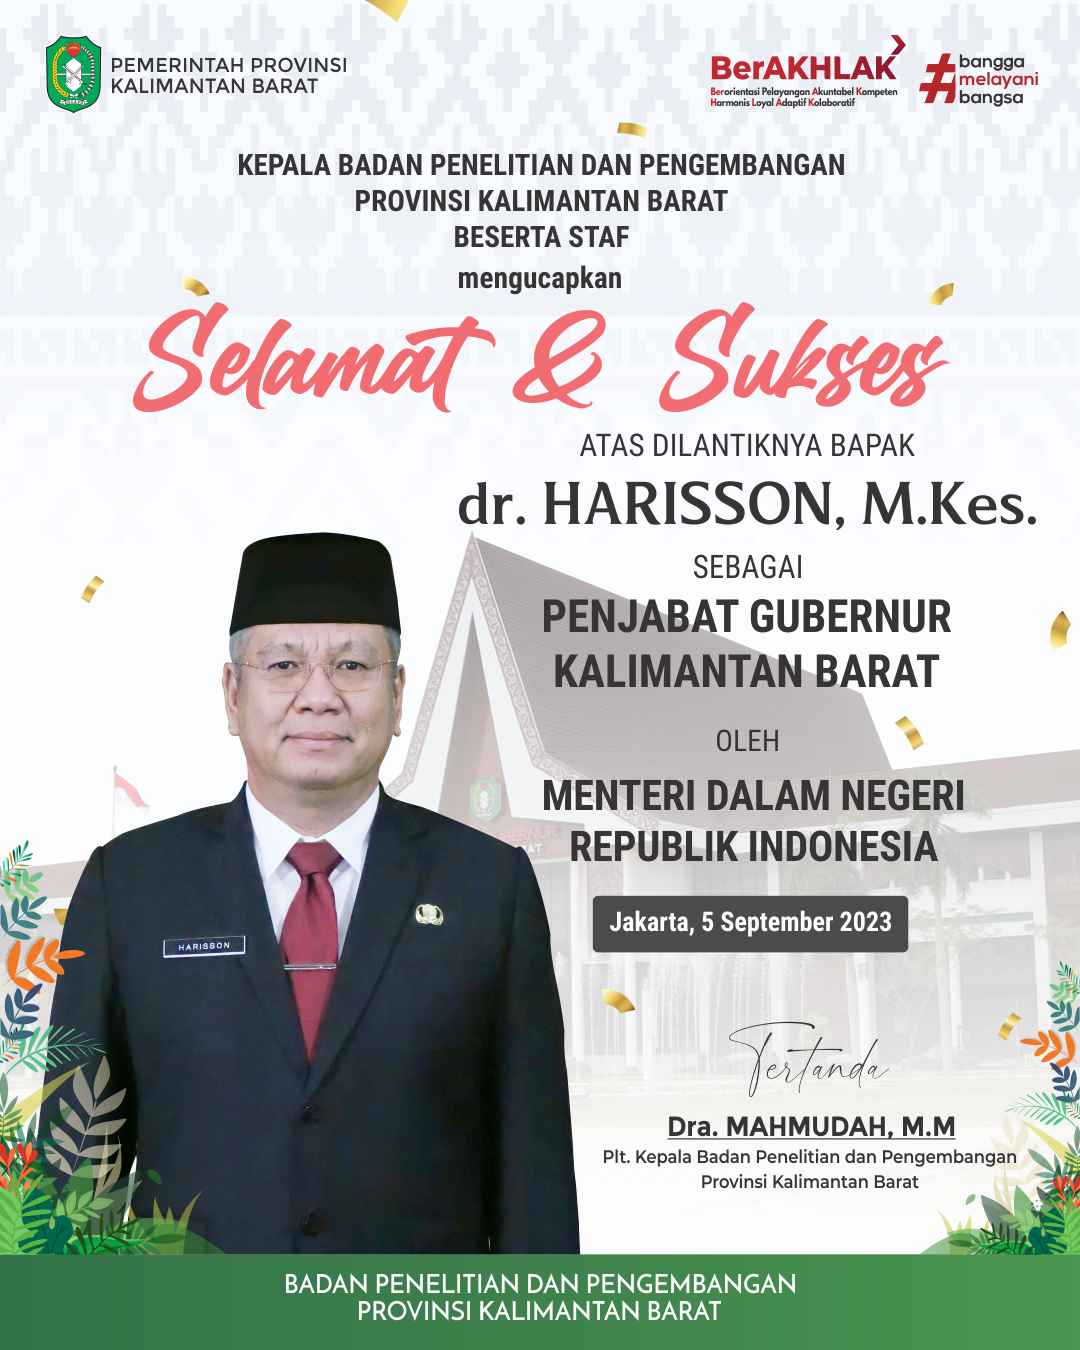 PEMERINTAH PROVINSI
KALIMANTAN BARAT
BerAKHLAK
Berorientasi Pelayangan Akuntabel Kompeten
Harmonis Loyal Adaptif Kolaboratif
#bangga
melayani
bangsa
KEPALA BADAN PENELITIAN DAN PENGEMBANGAN
PROVINSI KALIMANTAN BARAT
BESERTA STAF
mengucapkan
Selamat & Sukses
ATAS DILANTIKNYA BAPAK
dr. HARISSON, M.Kes.
SEBAGAI
PENJABAT GUBERNUR
KALIMANTAN BARAT
OLEH
MENTERI DALAM NEGERI
REPUBLIK INDONESIA
Jakarta, 5 September 2023
HARISSON
Tertanda
Dra. MAHMUDAH, M.M
Plt. Kepala Badan Penelitian dan Pengembangan
Provinsi Kalimantan Barat
BADAN PENELITIAN DAN PENGEMBANGAN
PROVINSI KALIMANTAN BARAT